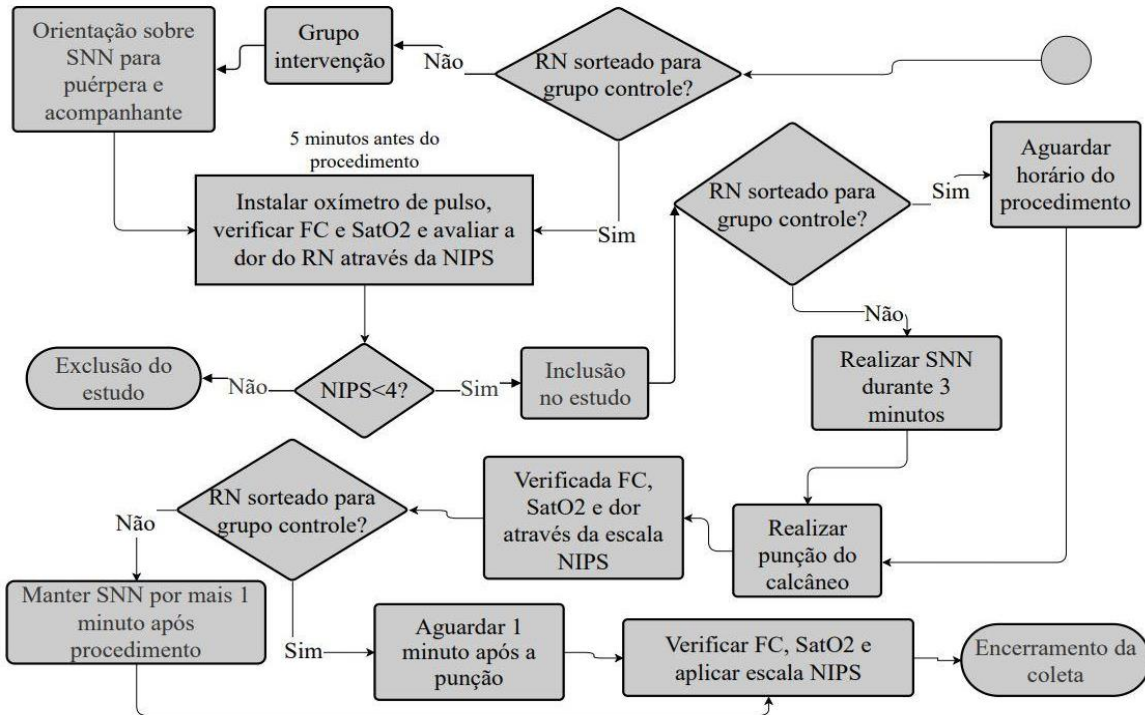 Orientação sobre
SNN para
puérpera e
acompanhante
Grupo
intervenção
Não
RN sorteado para
grupo controle?
Sim
5 minutos antes do
procedimento
Instalar oxímetro de pulso,
verificar FC e SatO2 e avaliar a
dor do RN através da NIPS
NIPS<4?
Não
Exclusão do
estudo
Sim
Inclusão
no estudo
RN sorteado para
grupo controle?
Sim
Aguardar
horário do
procedimento
Não
Realizar SNN
durante 3
minutos
Realizar
punção do
calcâneo
Verificada FC,
SatO2 e dor
através da escala
NIPS
RN sorteado para
grupo controle?
Não
Manter SNN por mais 1
minuto após
procedimento
Sim
Aguardar 1
minuto após a
punção
Verificar FC, SatO2 e
aplicar escala NIPS
Encerramento da
coleta